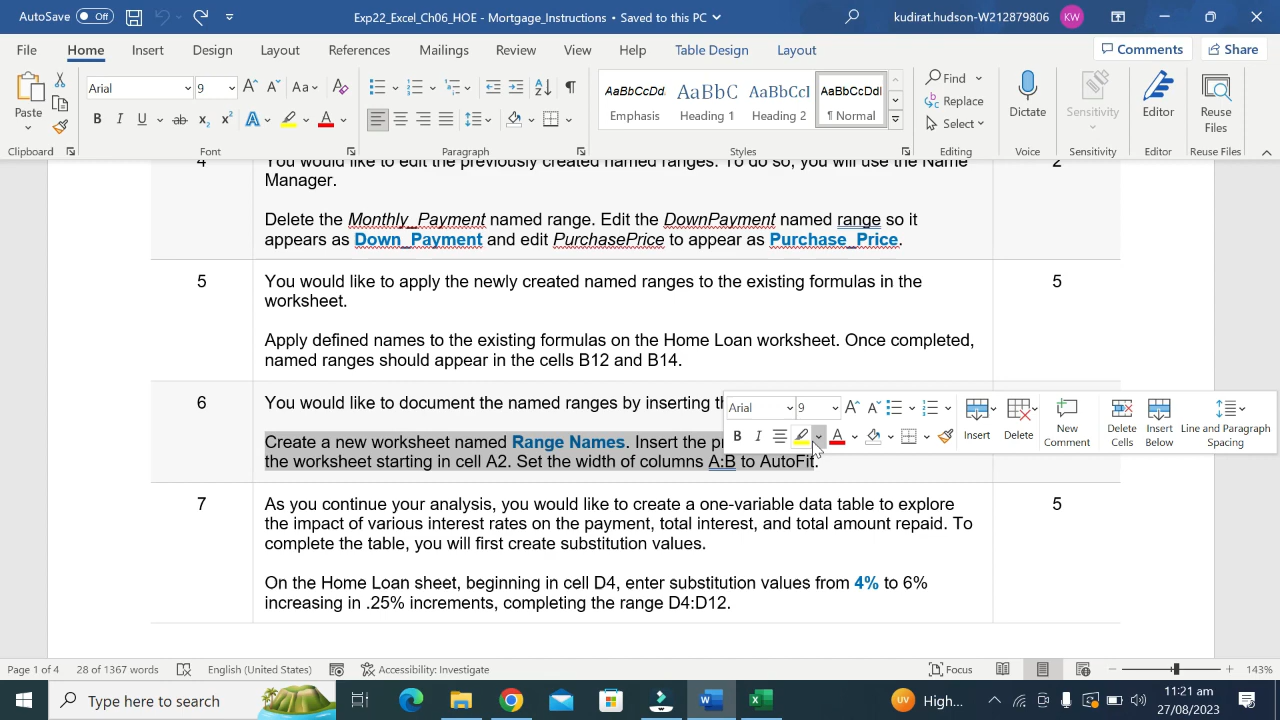 AutoSave Off Exp22_Excel_Ch06_HOE - Mortgage_Instructions • Saved to this PC kudirat.hudson-W212879806 KW
File Home Insert Design Layout References Mailings Review View Help Table Design Layout Comments Share
Paste
Arial 9
Aa
AaBbCcDd AaBbC AaBbCcI AaBbCcDdI
Emphasis Heading 1 Heading 2 ¶ Normal
Find
Replace
Select
Dictate Sensitivity Editor Reuse Files
Clipboard Font Paragraph Styles Editing Voice Sensitivity Editor Reuse Files
4 You would like to edit the previously created named ranges. To do so, you will use the Name 2
Manager.
Delete the Monthly_Payment named range. Edit the DownPayment named range so it
appears as Down_Payment and edit PurchasePrice to appear as Purchase_Price.
5 You would like to apply the newly created named ranges to the existing formulas in the 5
worksheet.
Apply defined names to the existing formulas on the Home Loan worksheet. Once completed,
named ranges should appear in the cells B12 and B14.
6 You would like to document the named ranges by inserting
Create a new worksheet named Range Names. Insert the
the worksheet starting in cell A2. Set the width of columns A:B to AutoFit.
Arial 9
Insert Delete New Comment Delete Cells Insert Below Line and Paragraph Spacing
7 As you continue your analysis, you would like to create a one-variable data table to explore 5
the impact of various interest rates on the payment, total interest, and total amount repaid. To
complete the table, you will first create substitution values.
On the Home Loan sheet, beginning in cell D4, enter substitution values from 4% to 6%
increasing in .25% increments, completing the range D4:D12.
Page 1 of 4 28 of 1367 words English (United States) Accessibility: Investigate Focus 143%
Type here to search UV High... 11:21 am
27/08/2023